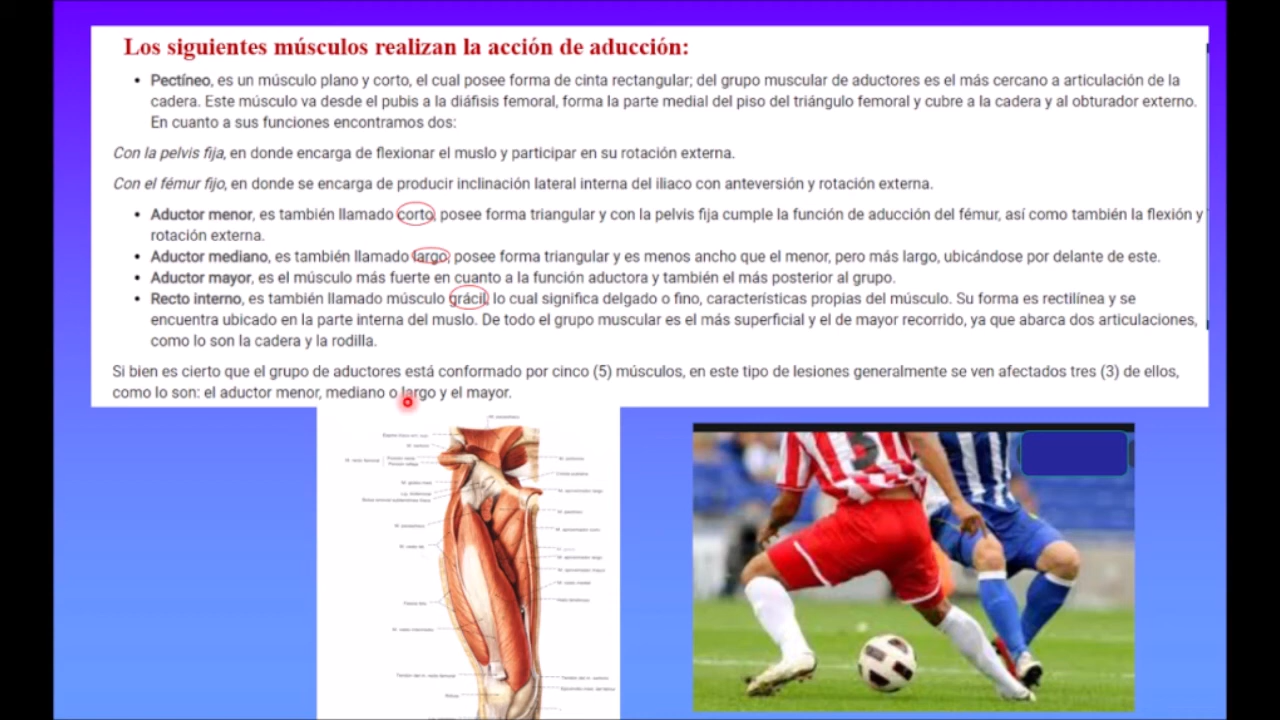 Los siguientes músculos realizan la acción de aducción:
• Pectíneo, es un músculo plano y corto, el cual posee forma de cinta rectangular; del grupo muscular de aductores es el más cercano a articulación de la
cadera. Este músculo va desde el pubis a la diáfisis femoral, forma la parte medial del piso del triángulo femoral y cubre a la cadera y al obturador externo.
En cuanto a sus funciones encontramos dos:
Con la pelvis fija, en donde encarga de flexionar el muslo y participar en su rotación externa.
Con el fémur fijo, en donde se encarga de producir inclinación lateral interna del iliaco con anteversión y rotación externa.
• Aductor menor, es también llamado corto, posee forma triangular y con la pelvis fija cumple la función de aducción del fémur, así como también la flexión y
rotación externa.
• Aductor mediano, es también llamado largo, posee forma triangular y es menos ancho que el menor, pero más largo, ubicándose por delante de este.
• Aductor mayor, es el músculo más fuerte en cuanto a la función aductora y también el más posterior al grupo.
• Recto interno, es también llamado músculo grácil, lo cual significa delgado o fino, características propias del músculo. Su forma es rectilínea y se
encuentra ubicado en la parte interna del muslo. De todo el grupo muscular es el más superficial y el de mayor recorrido, ya que abarca dos articulaciones,
como lo son la cadera y la rodilla.
Si bien es cierto que el grupo de aductores está conformado por cinco (5) músculos, en este tipo de lesiones generalmente se ven afectados tres (3) de ellos,
como lo son: el aductor menor, mediano o largo y el mayor.